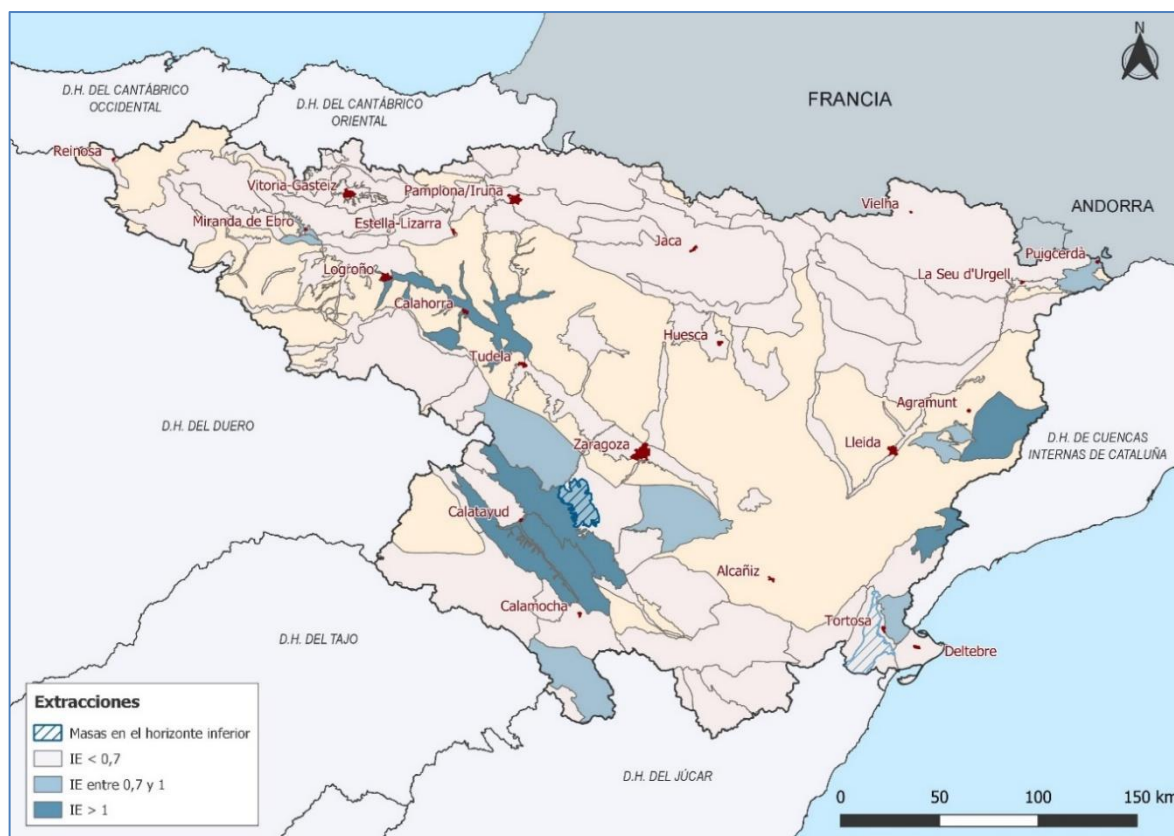 N
D.H. DEL CANTÁBRICO
OCCIDENTAL
D.H. DEL CANTÁBRICO
ORIENTAL
FRANCIA
Reinosa
Vitoria-Gasteiz
Pamplona/Iruña
Vielha
ANDORRA
Miranda de Ebro
Estella-Lizarra
Jaca
Puigcerdà
La Seu d'Urgell
Logroño
Calahorra
Huesca
Tudela
Agramunt
D.H. DEL DUERO
Zaragoza
Lleida
D.H. DE CUENCAS
INTERNAS DE CATALUÑA
Calatayud
Alcañiz
Calamocha
Tortosa
Deltebre
D.H. DEL TAJO
Extracciones
Masas en el horizonte inferior
IE < 0,7
IE entre 0,7 y 1
IE > 1
D.H. DEL JÚCAR
0 50 100 150 km